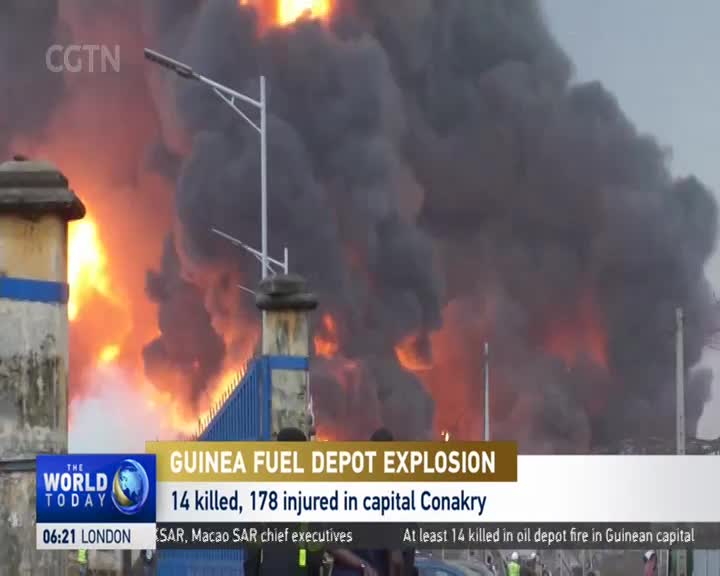 CGTN
GUINEA FUEL DEPOT EXPLOSION
THE
WORLD
TODAY
14 killed, 178 injured in capital Conakry
06:21 LONDON
KSAR, Macao SAR chief executives At least 14 killed in oil depot fire in Guinean capital